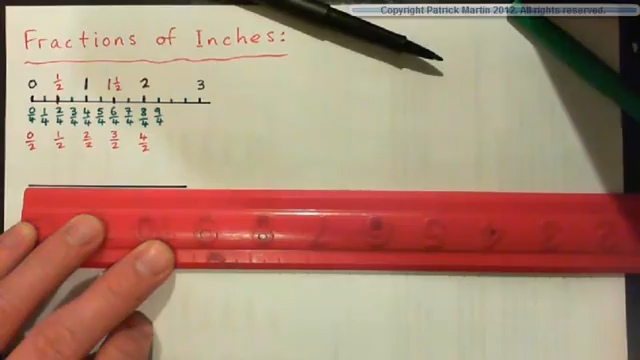 Copyright Patrick Martin 2012. All rights reserved.
Fractions of Inches:
0 1/2 1 1 1/2 2 3
0/4 1/4 2/4 3/4 4/4 5/4 6/4 7/4 8/4 9/4
0/2 1/2 2/2 3/2 4/2